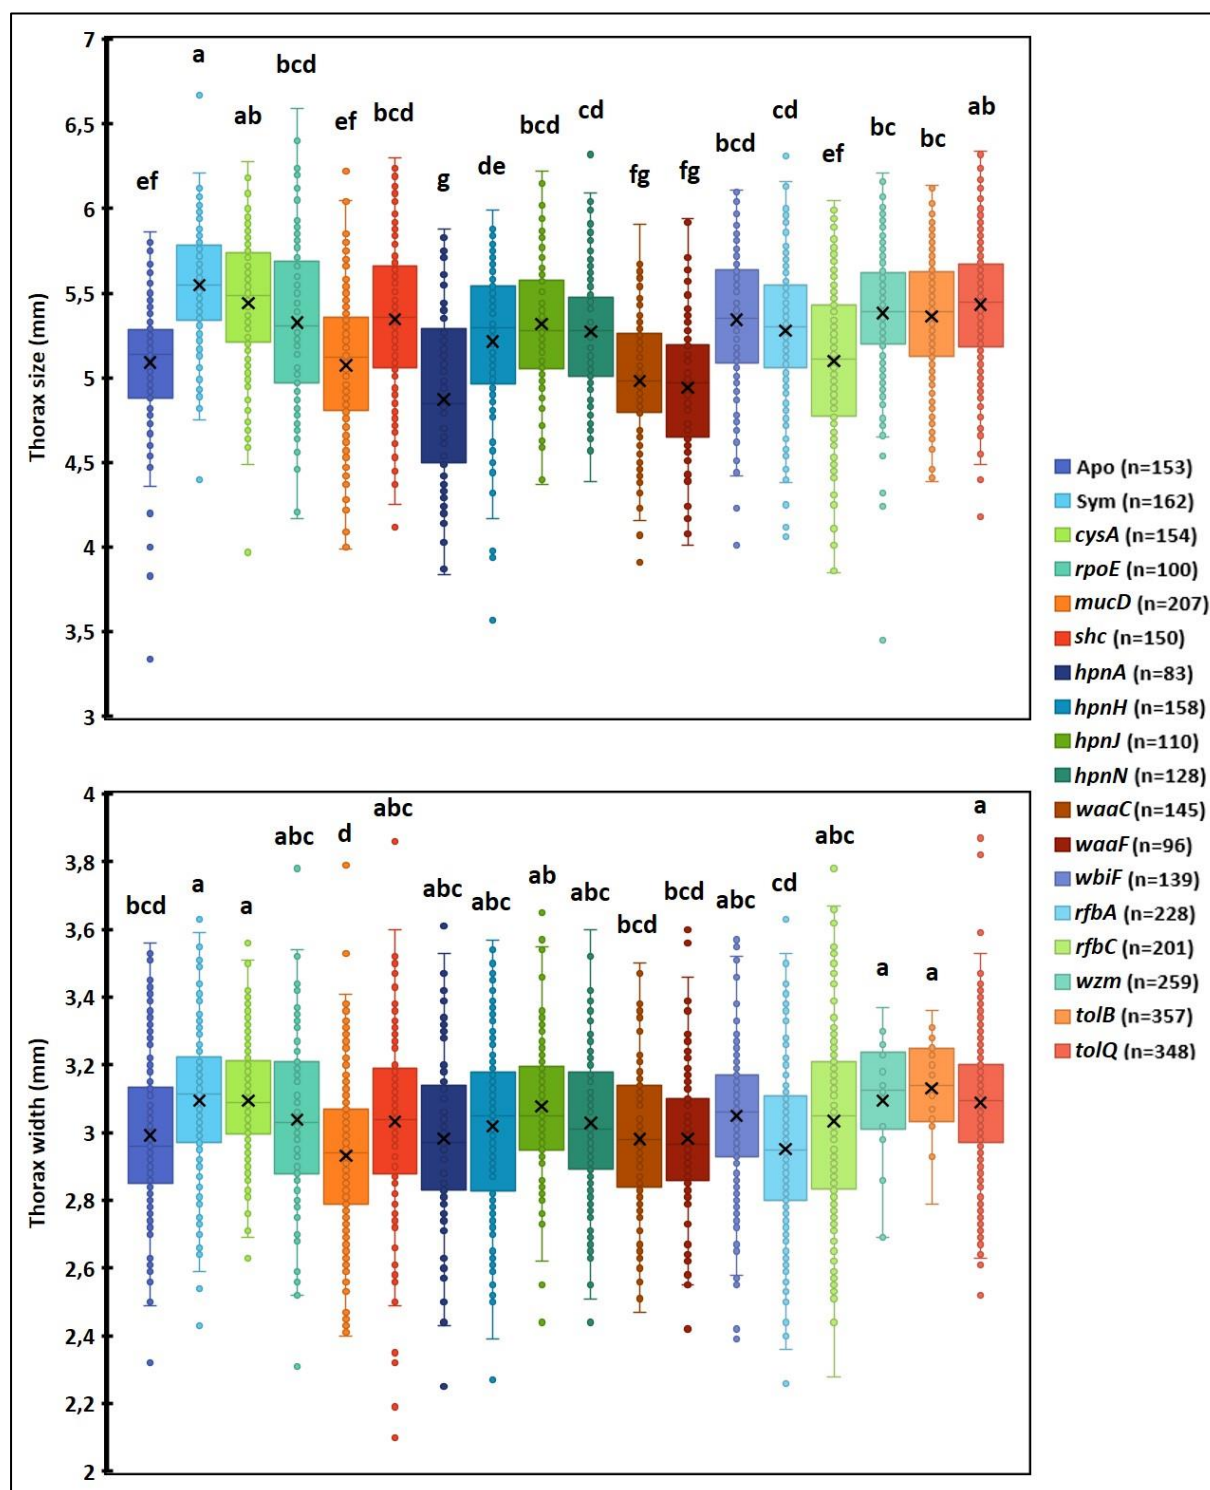 7
6,5
6
5,5
5
4,5
4
3,5
3
Thorax size (mm)
ef
a
ab
bcd
ef
bcd
g
de
bcd
cd
fg
fg
bcd
cd
ef
bc
bc
ab
4
3,8
3,6
3,4
3,2
3
2,8
2,6
2,4
2,2
2
Thorax width (mm)
bcd
a
a
abc
d
abc
abc
abc
ab
abc
bcd
bcd
abc
cd
abc
a
a
a
Apo (n=153)
Sym (n=162)
cysA (n=154)
rpoE (n=100)
mucD (n=207)
shc (n=150)
hpnA (n=83)
hpnH (n=158)
hpnJ (n=110)
hpnN (n=128)
waaC (n=145)
waaF (n=96)
wbiF (n=139)
rfbA (n=228)
rfbC (n=201)
wzm (n=259)
tolB (n=357)
tolQ (n=348)